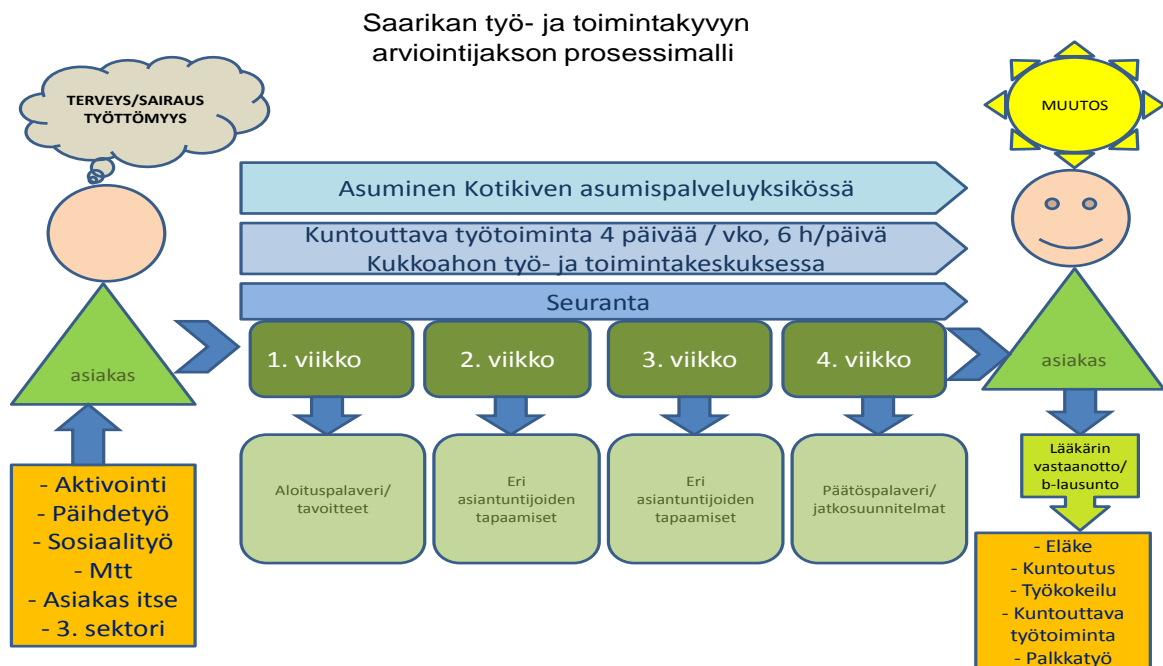 Saarikan työ- ja toimintakyvyn
arviointijakson prosessimalli
TERVEYS/SAIRAUS
TYÖTTÖMYYS
MUUTOS
Asuminen Kotikiven asumispalveluyksikössä
Kuntouttava työtoiminta 4 päivää / vko, 6 h/päivä
Kukkoahon työ- ja toimintakeskuksessa
Seuranta
asiakas
1. viikko
2. viikko
3. viikko
4. viikko
asiakas
- Aktivointi
- Päihdetyö
- Sosiaalityö
- Mtt
- Asiakas itse
- 3. sektori
Aloituspalaveri/
tavoitteet
Eri
asiantuntijoiden
tapaamiset
Eri
asiantuntijoiden
tapaamiset
Päätöspalaveri/
jatkosuunnitelmat
Lääkärin
vastaanotto/
b-lausunto
- Eläke
- Kuntoutus
- Työkokeilu
- Kuntouttava
työtoiminta
- Palkkatyö